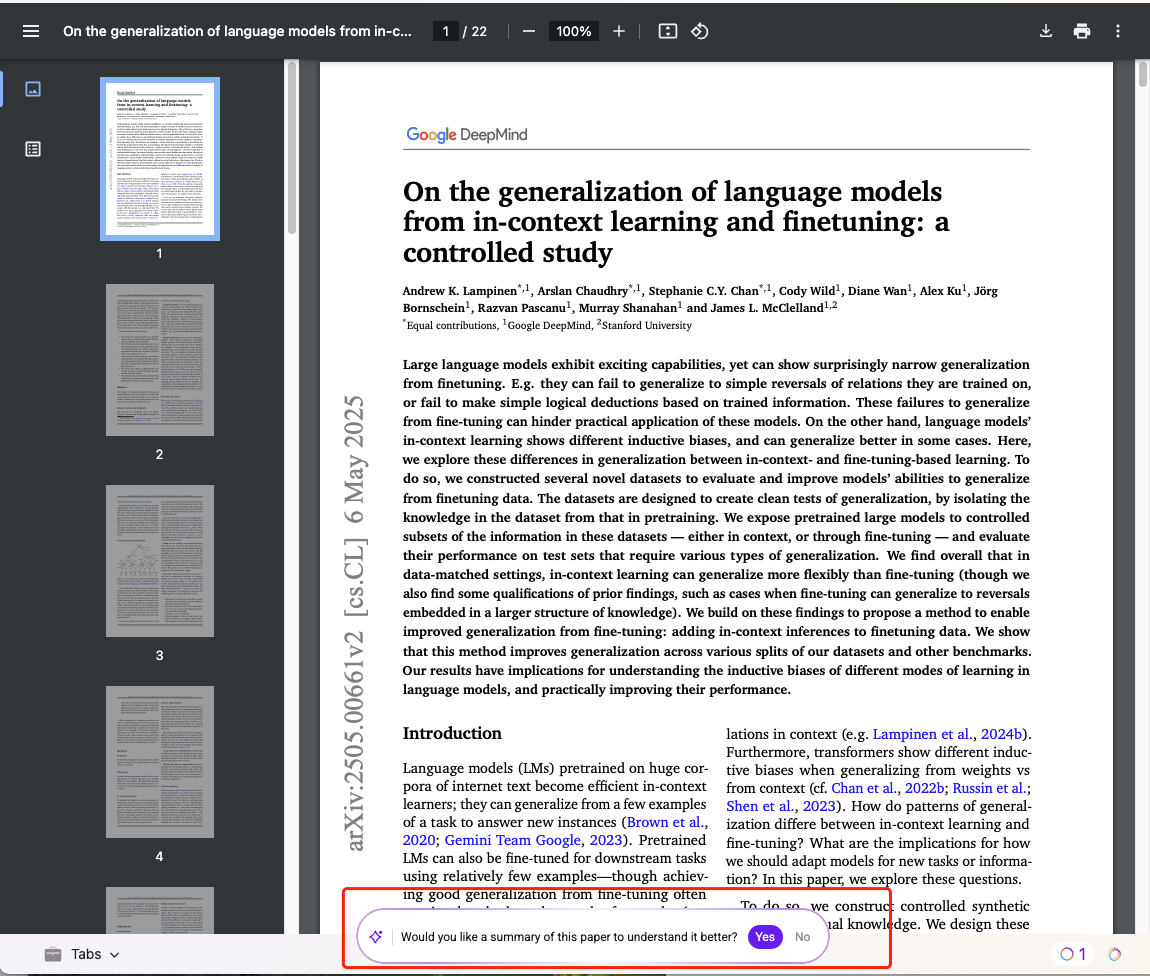 On the generalization of language models from in-c...
1 / 22
100%
1
2
3
4
Google DeepMind
On the generalization of language models
from in-context learning and finetuning: a
controlled study
Andrew K. Lampinen*,1, Arslan Chaudhry*,1, Stephanie C.Y. Chan*,1, Cody Wild1, Diane Wan1, Alex Ku1, Jörg
Bornschein1, Razvan Pascanu1, Murray Shanahan1 and James L. McClelland1,2
*Equal contributions, 1Google DeepMind, 2Stanford University
Large language models exhibit exciting capabilities, yet can show surprisingly narrow generalization
from finetuning. E.g. they can fail to generalize to simple reversals of relations they are trained on,
or fail to make simple logical deductions based on trained information. These failures to generalize
from fine-tuning can hinder practical application of these models. On the other hand, language models'
in-context learning shows different inductive biases, and can generalize better in some cases. Here,
we explore these differences in generalization between in-context- and fine-tuning-based learning. To
do so, we constructed several novel datasets to evaluate and improve models' abilities to generalize
from finetuning data. The datasets are designed to create clean tests of generalization, by isolating the
knowledge in the dataset from that in pretraining. We expose pretrained large models to controlled
subsets of the information in these datasets — either in context, or through fine-tuning — and evaluate
their performance on test sets that require various types of generalization. We find overall that in
data-matched settings, in-context learning can generalize more flexibly than fine-tuning (though we
also find some qualifications of prior findings, such as cases when fine-tuning can generalize to reversals
embedded in a larger structure of knowledge). We build on these findings to propose a method to enable
improved generalization from fine-tuning: adding in-context inferences to finetuning data. We show
that this method improves generalization across various splits of our datasets and other benchmarks.
Our results have implications for understanding the inductive biases of different modes of learning in
language models, and practically improving their performance.
arXiv:2505.00661v2 [cs.CL] 6 May 2025
Introduction
Language models (LMs) pretrained on huge cor-
pora of internet text become efficient in-context
learners; they can generalize from a few examples
of a task to answer new instances (Brown et al.,
2020; Gemini Team Google, 2023). Pretrained
LMs can also be fine-tuned for downstream tasks
using relatively few examples—though achiev-
ing good generalization from fine-tuning often
lations in context (e.g. Lampinen et al., 2024b).
Furthermore, transformers show different induc-
tive biases when generalizing from weights vs
from context (cf. Chan et al., 2022b; Russin et al.;
Shen et al., 2023). How do patterns of general-
ization differe between in-context learning and
fine-tuning? What are the implications for how
we should adapt models for new tasks or informa-
tion? In this paper, we explore these questions.
To do so, we construct controlled synthetic
ual knowledge. We design these
Would you like a summary of this paper to understand it better? Yes No
Tabs
1